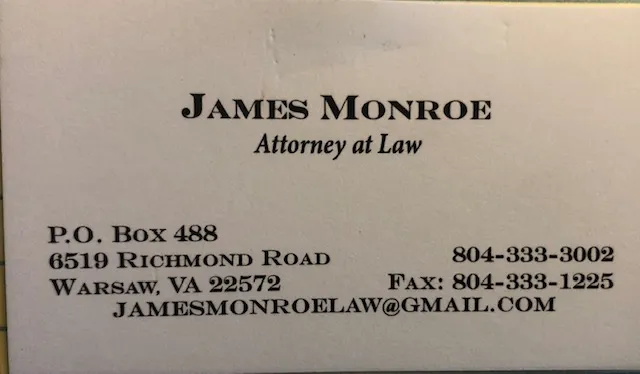 James Monroe
Attorney at Law
P.O. Box 488
6519 Richmond Road
Warsaw, VA 22572
804-333-3002
Fax: 804-333-1225
JAMESMONROELAW@GMAIL.COM